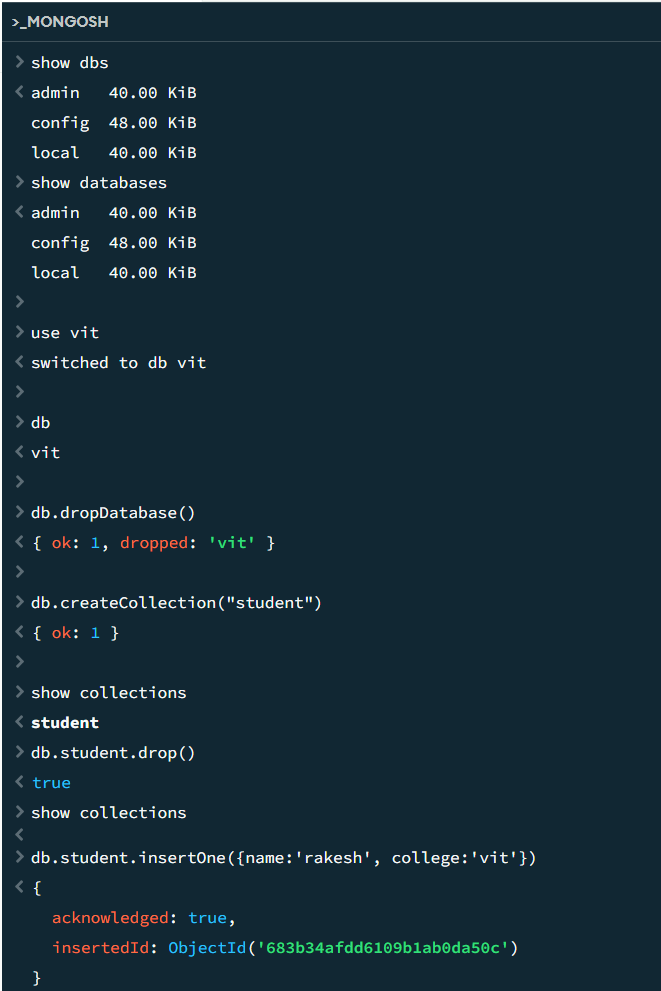 >_MONGOSH
> show dbs
< admin   40.00 KiB
  config  48.00 KiB
  local   40.00 KiB
> show databases
< admin   40.00 KiB
  config  48.00 KiB
  local   40.00 KiB
>
> use vit
< switched to db vit
>
> db
< vit
>
> db.dropDatabase()
< { ok: 1, dropped: 'vit' }
>
> db.createCollection("student")
< { ok: 1 }
>
> show collections
< student
> db.student.drop()
< true
> show collections
<
> db.student.insertOne({name:'rakesh', college:'vit'})
< {
    acknowledged: true,
    insertedId: ObjectId('683b34afdd6109b1ab0da50c')
  }